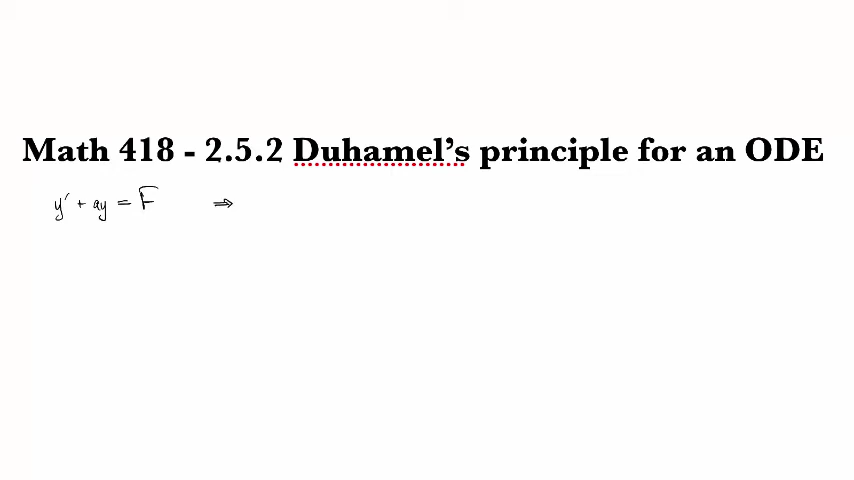 Math 418 - 2.5.2 Duhamel’s principle for an ODE
y' + ay = F ⇒